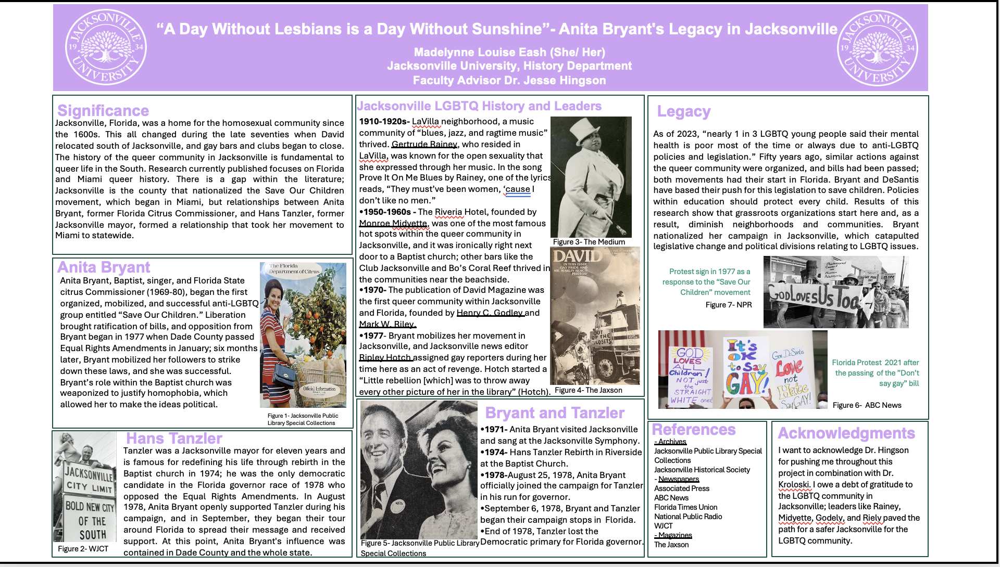 “A Day Without Lesbians is a Day Without Sunshine”- Anita Bryant's Legacy in Jacksonville
Madelynne Louise Eash (She/ Her)
Jacksonville University, History Department
Faculty Advisor Dr. Jesse Hingson
JACKSONVILLE
19 34
UNIVERSITY
JACKSONVILLE
19 34
UNIVERSITY
Significance
Jacksonville, Florida, was a home for the homosexual community since
the 1600s. This all changed during the late seventies when David
relocated south of Jacksonville, and gay bars and clubs began to close.
The history of the queer community in Jacksonville is fundamental to
queer life in the South. Research currently published focuses on Florida
and Miami queer history. There is a gap within the literature;
Jacksonville is the county that nationalized the Save Our Children
movement, which began in Miami, but relationships between Anita
Bryant, former Florida Citrus Commissioner, and Hans Tanzler, former
Jacksonville mayor, formed a relationship that took her movement to
Miami to statewide.
Anita Bryant
Anita Bryant, Baptist, singer, and Florida State
citrus Commissioner (1969-80), began the first
organized, mobilized, and successful anti-LGBTQ
group entitled “Save Our Children.” Liberation
brought ratification of bills, and opposition from
Bryant began in 1977 when Dade County passed
Equal Rights Amendments in January; six months
later, Bryant mobilized her followers to strike
down these laws, and she was successful.
Bryant’s role within the Baptist church was
weaponized to justify homophobia, which
allowed her to make the ideas political.
The Florida
Department of Citrus
Official Information
Figure 1- Jacksonville Public
Library Special Collections
Hans Tanzler
Tanzler was a Jacksonville mayor for eleven years and
is famous for redefining his life through rebirth in the
Baptist church in 1974; he was the only democratic
candidate in the Florida governor race of 1978 who
opposed the Equal Rights Amendments. In August
1978, Anita Bryant openly supported Tanzler during his
campaign, and in September, they began their tour
around Florida to spread their message and received
support. At this point, Anita Bryant's influence was
contained in Dade County and the whole state.
JACKSONVILLE
CITY LIMIT
BOLD NEW CITY
OF THE
SOUTH
Figure 2- WJCT
Jacksonville LGBTQ History and Leaders
1910-1920s- LaVilla neighborhood, a music
community of “blues, jazz, and ragtime music”
thrived. Gertrude Rainey, who resided in
LaVilla, was known for the open sexuality that
she expressed through her music. In the song
Prove It On Me Blues by Rainey, one of the lyrics
reads, “They must’ve been women, ‘cause I
don’t like no men.”
•1950-1960s - The Riveria Hotel, founded by
Monroe Midyette, was one of the most famous
hot spots within the queer community in
Jacksonville, and it was ironically right next
door to a Baptist church; other bars like the
Club Jacksonville and Bo’s Coral Reef thrived in
the communities near the beachside.
•1970- The publication of David Magazine was
the first queer community within Jacksonville
and Florida, founded by Henry C. Godley and
Mark W. Riley.
•1977- Bryant mobilizes her movement in
Jacksonville, and Jacksonville news editor
Ripley Hotch assigned gay reporters during her
time here as an act of revenge. Hotch started a
“Little rebellion [which] was to throw away
every other picture of her in the library” (Hotch).
Figure 3- The Medium
DAVID
IN THIS ISSUE
GAY PRIDE AND
MR. MARLIN BEACH
PHOTOS!
OUT
OF THE
CLOSETS
Figure 4- The Jaxson
Bryant and Tanzler
•1971- Anita Bryant visited Jacksonville
and sang at the Jacksonville Symphony.
•1974- Hans Tanzler Rebirth in Riverside
at the Baptist Church.
•1978-August 25, 1978, Anita Bryant
officially joined the campaign for Tanzler
in his run for governor.
•September 6, 1978, Bryant and Tanzler
began their campaign stops in Florida.
•End of 1978, Tanzler lost the
Democratic primary for Florida governor.
Figure 5- Jacksonville Public Library
Special Collections
Legacy
As of 2023, “nearly 1 in 3 LGBTQ young people said their mental
health is poor most of the time or always due to anti-LGBTQ
policies and legislation.” Fifty years ago, similar actions against
the queer community were organized, and bills had been passed;
both movements had their start in Florida. Bryant and DeSantis
have based their push for this legislation to save children. Policies
within education should protect every child. Results of this
research show that grassroots organizations start here and, as a
result, diminish neighborhoods and communities. Bryant
nationalized her campaign in Jacksonville, which catapulted
legislative change and political divisions relating to LGBTQ issues.
Protest sign in 1977 as a
response to the “Save Our
Children” movement
Figure 7- NPR
Richmond
Council
on
Human
Relations
GAY PRIDE
DAY
GOD LOVES US TOO
GOD
LOVES
ALL
Children!
NOT just
the
STRAIGHT
WHITE ones!
It's
OK
to Say
GAY!
Gov. DeSantis
Love
not
Hate
Say GAY!
Florida Protest 2021 after
the passing of the ”Don’t
say gay” bill
Figure 6- ABC News
References
- Archives
Jacksonville Public Library Special
Collections
Jacksonville Historical Society
- Newspapers
Associated Press
ABC News
Florida Times Union
National Public Radio
WJCT
- Magazines
The Jaxson
Acknowledgments
I want to acknowledge Dr. Hingson
for pushing me throughout this
project in combination with Dr.
Kroloski. I owe a debt of gratitude to
the LGBTQ community in
Jacksonville; leaders like Rainey,
Midyette, Godely, and Riely paved the
path for a safer Jacksonville for the
LGBTQ community.